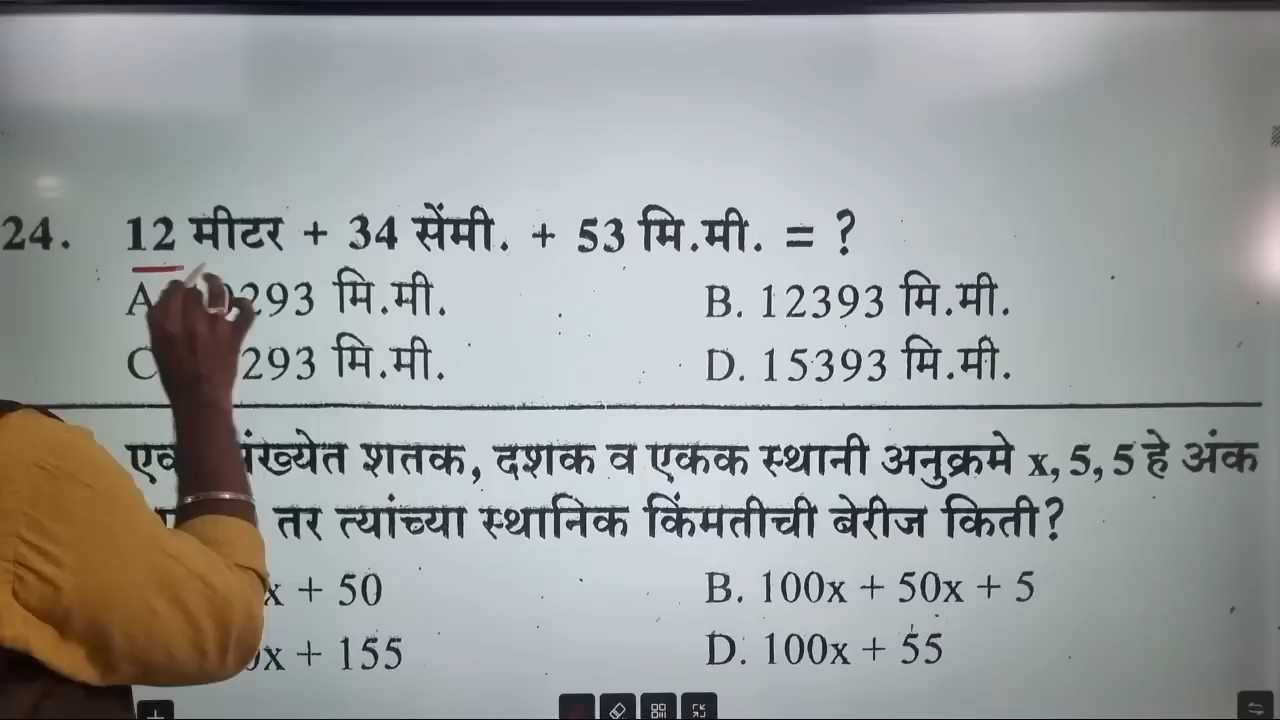 24. 12 मीटर + 34 सेंमी. + 53 मि.मी. = ?
293 मि.मी. B. 12393 मि.मी.
C 293 मि.मी. D. 15393 मि.मी.
शतक, दशक व एकक स्थानी अनुक्रमे x, 5, 5 हे अंक
तर त्यांच्या स्थानिक किंमतीची बेरीज किती?
x + 50 B. 100x + 50x + 5
x + 155 D. 100x + 55